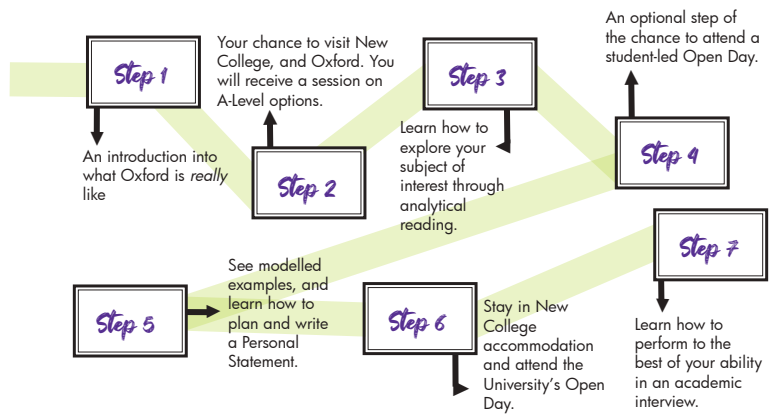 Step 1
An introduction into
what Oxford is really
like
Your chance to visit New
College, and Oxford. You
will receive a session on
A-Level options.
Step 2
Step 3
Learn how to
explore your
subject of
interest through
analytical
reading.
An optional step of
the chance to attend a
student-led Open Day.
Step 4
Step 5
See modelled
examples, and
learn how to
plan and write
a Personal
Statement.
Step 6
Stay in New
College
accommodation
and attend the
University's Open
Day.
Step 7
Learn how to
perform to the
best of your ability
in an academic
interview.